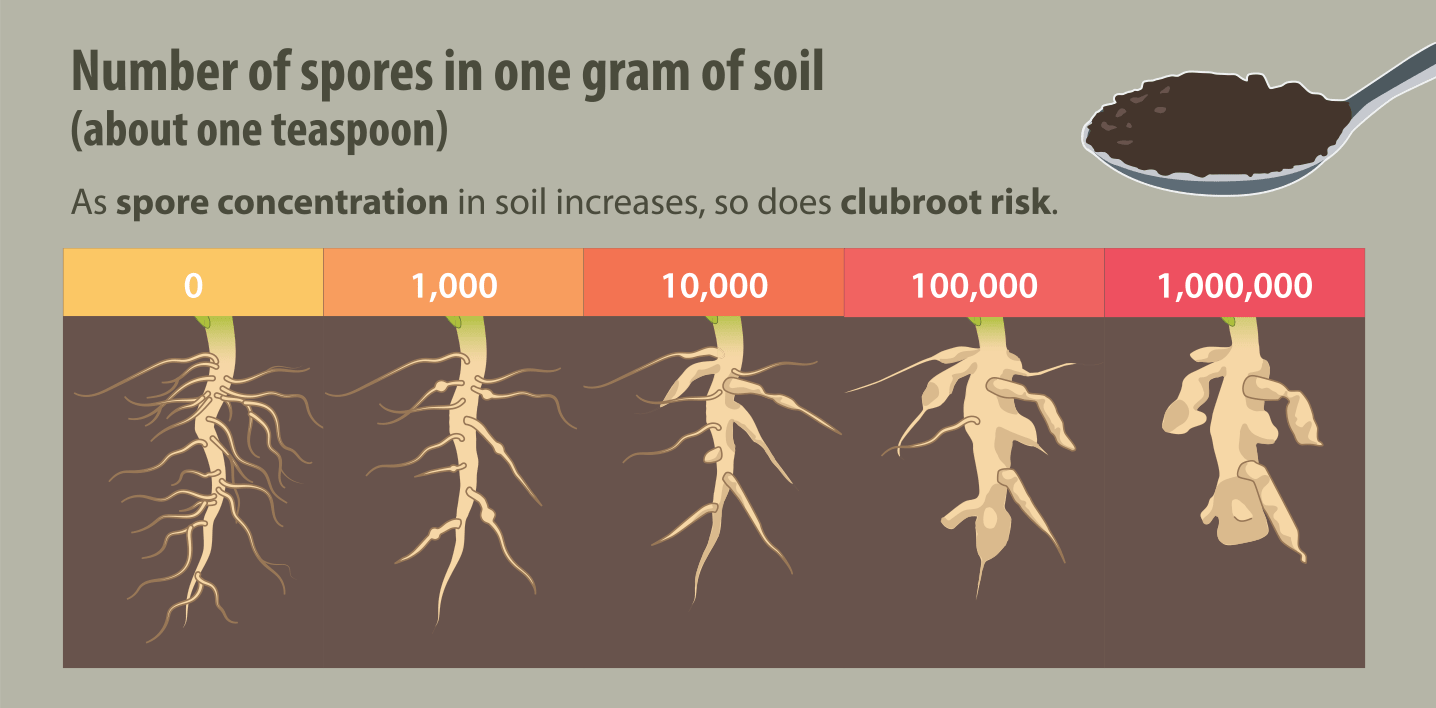 Number of spores in one gram of soil
(about one teaspoon)
As spore concentration in soil increases, so does clubroot risk.
0 1,000 10,000 100,000 1,000,000